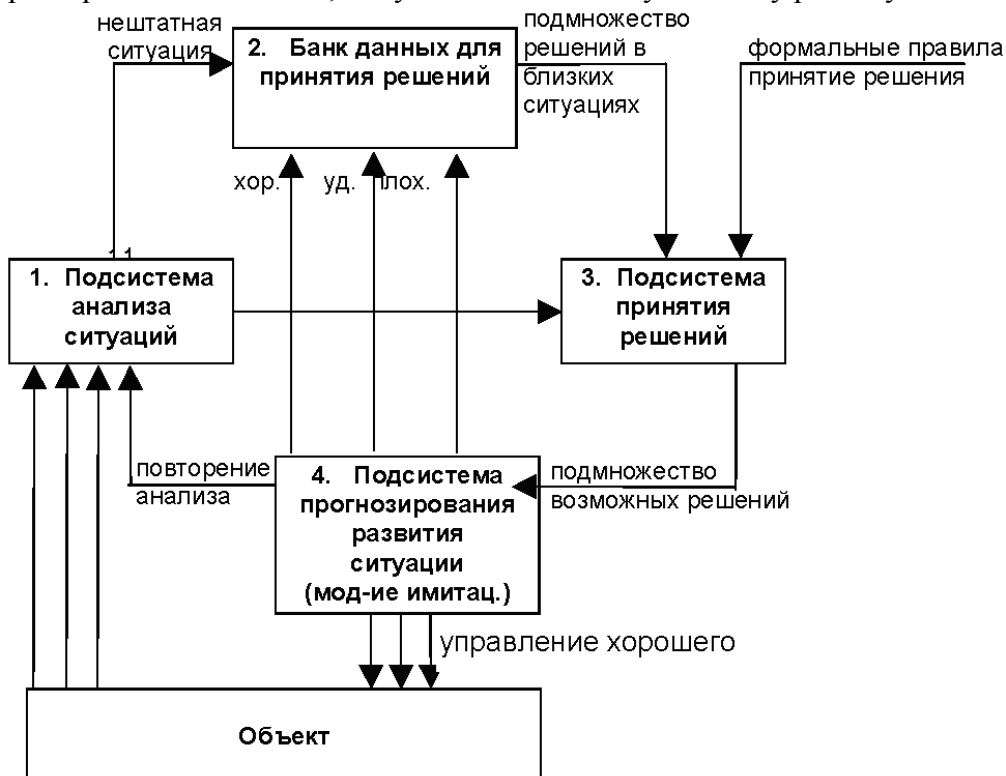 нештатная
ситуация
2. Банк данных для
принятия решений
подмножество
решений в
близких
ситуациях
формальные правила
принятие решения
хор.
уд.
плох.
1. Подсистема
анализа
ситуаций
3. Подсистема
принятия
решений
повторение
анализа
4. Подсистема
прогнозирования
развития
ситуации
(мод-ие имитац.)
подмножество
возможных решений
управление хорошего
Объект